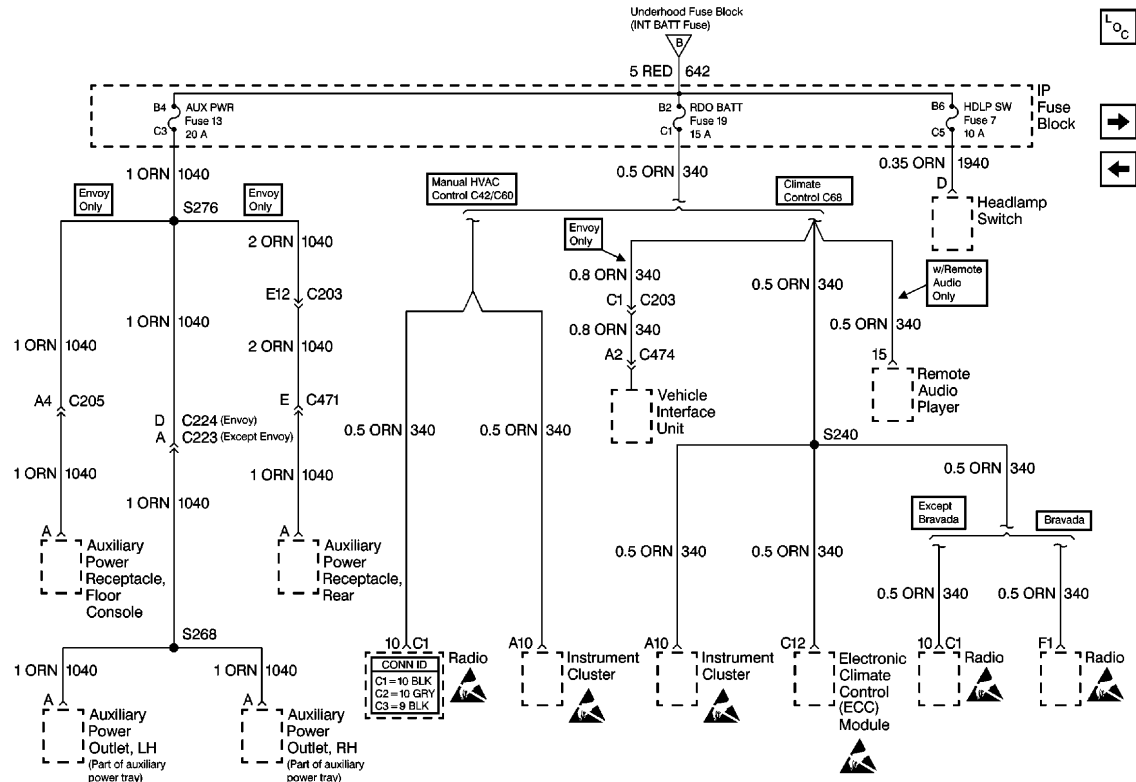 Underhood Fuse Block
(INT BATT Fuse)
B
L
O
C
5 RED 642
IP
Fuse
Block
B4 AUX PWR
Fuse 13
C3 20 A
B2 RDO BATT
Fuse 19
C1 15 A
B6 HDLP SW
Fuse 7
C5 10 A
1 ORN 1040
0.5 ORN 340
0.35 ORN 1940
D
Headlamp
Switch
Envoy
Only
S276
Envoy
Only
Manual HVAC
Control C42/C60
Climate
Control C68
Envoy
Only
w/Remote
Audio
Only
2 ORN 1040
E12 C203
1 ORN 1040
1 ORN 1040
2 ORN 1040
A4 C205
E C471
D C224 (Envoy)
A C223 (Except Envoy)
1 ORN 1040
1 ORN 1040
1 ORN 1040
A
Auxiliary
Power
Receptacle,
Floor
Console
A
Auxiliary
Power
Receptacle,
Rear
S268
1 ORN 1040
1 ORN 1040
A
Auxiliary
Power
Outlet, LH
(Part of auxiliary
power tray)
A
Auxiliary
Power
Outlet, RH
(Part of auxiliary
power tray)
0.8 ORN 340
C1 C203
0.8 ORN 340
A2 C474
Vehicle
Interface
Unit
0.5 ORN 340
0.5 ORN 340
15
Remote
Audio
Player
0.5 ORN 340
0.5 ORN 340
S240
0.5 ORN 340
Except
Bravada
Bravada
0.5 ORN 340
0.5 ORN 340
0.5 ORN 340
0.5 ORN 340
10 C1
CONN ID
C1=10 BLK
C2=10 GRY
C3=9 BLK
Radio
A10
Instrument
Cluster
A10
Instrument
Cluster
C12
Electronic
Climate
Control
(ECC)
Module
10 C1
Radio
F1
Radio